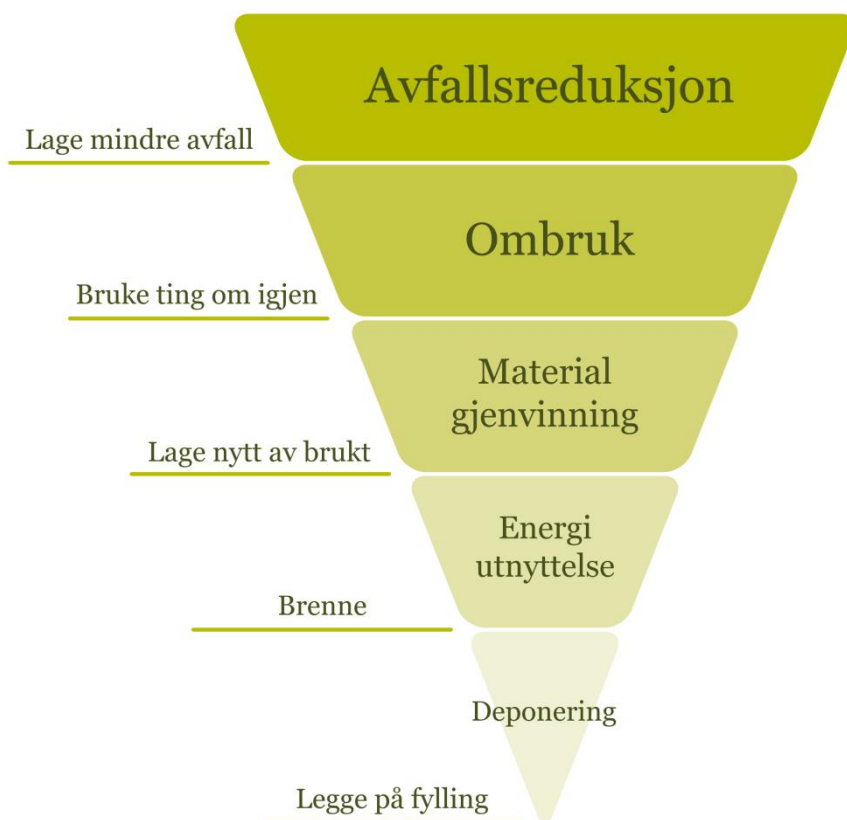 Avfallsreduksjon
Lage mindre avfall
Ombruk
Bruke ting om igjen
Material
gjenvinning
Lage nytt av brukt
Energi
utnyttelse
Brenne
Deponering
Legge på fylling